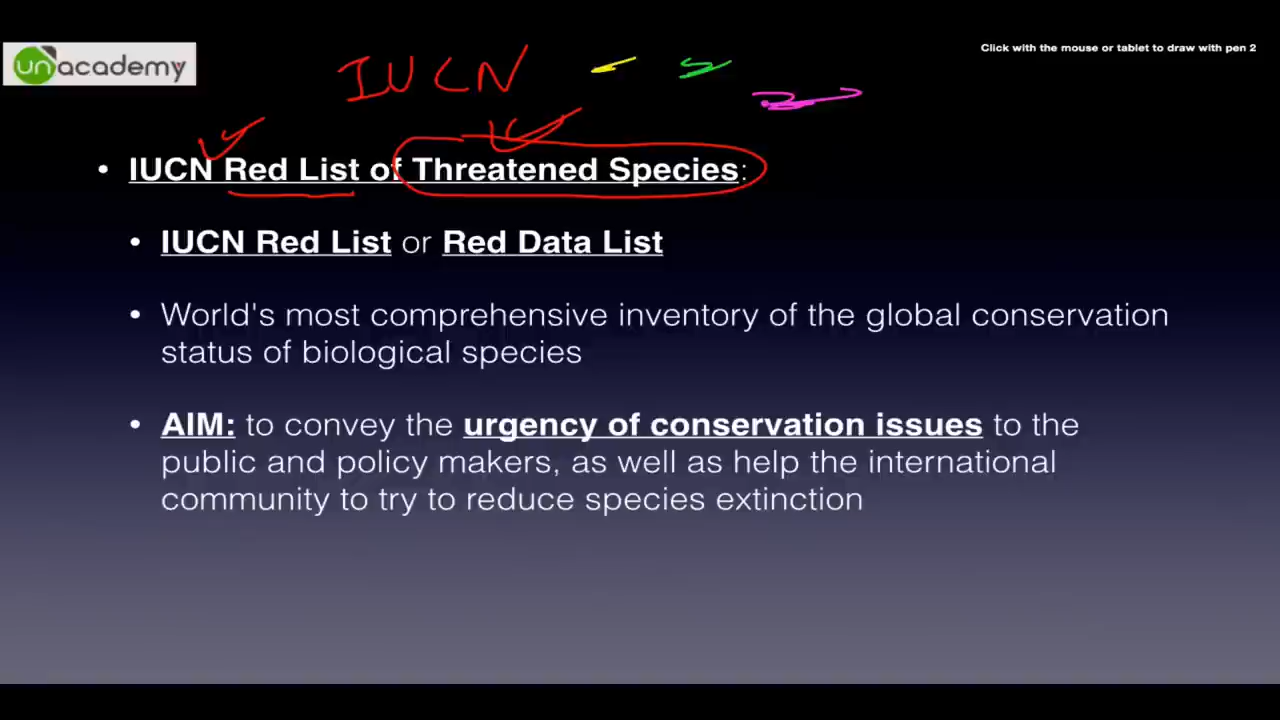 unacademy
Click with the mouse or tablet to draw with pen 2
IUCN
• IUCN Red List of Threatened Species:
• IUCN Red List or Red Data List
• World's most comprehensive inventory of the global conservation
status of biological species
• AIM: to convey the urgency of conservation issues to the
public and policy makers, as well as help the international
community to try to reduce species extinction